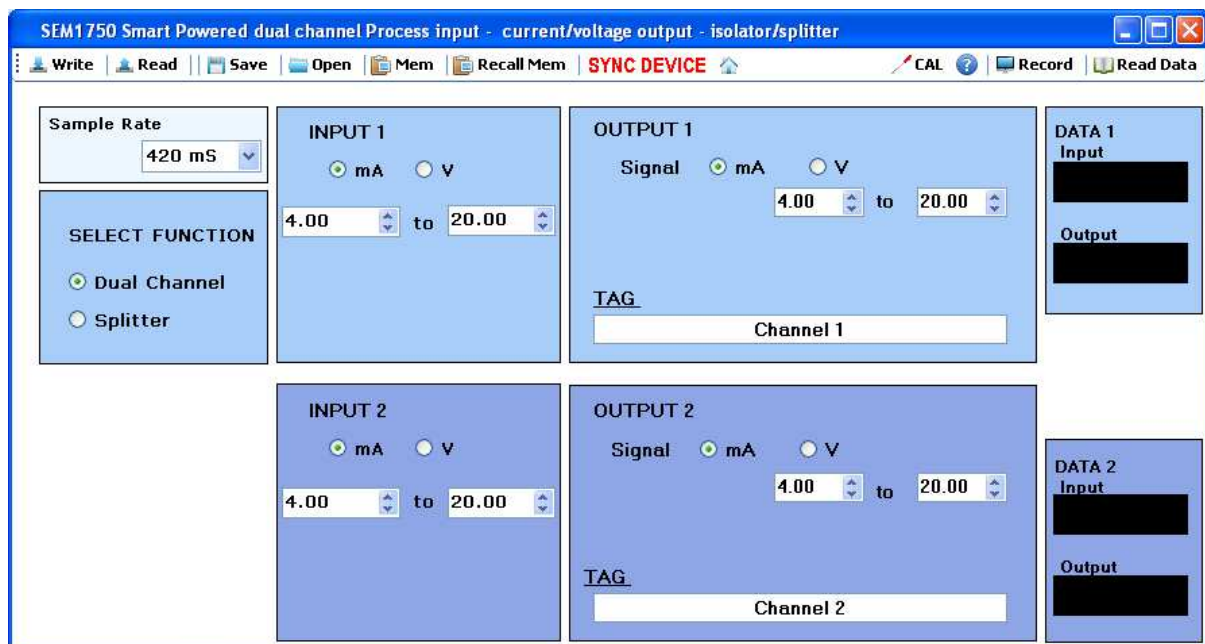 SEM1750 Smart Powered dual channel Process input - current/voltage output - isolator/splitter
Write Read Save Open Mem Recall Mem SYNC DEVICE CAL ? Record Read Data
Sample Rate
420 mS
SELECT FUNCTION
Dual Channel
Splitter
INPUT 1
mA V
4.00 to 20.00
OUTPUT 1
Signal mA V
4.00 to 20.00
TAG
Channel 1
DATA 1
Input
Output
INPUT 2
mA V
4.00 to 20.00
OUTPUT 2
Signal mA V
4.00 to 20.00
TAG
Channel 2
DATA 2
Input
Output